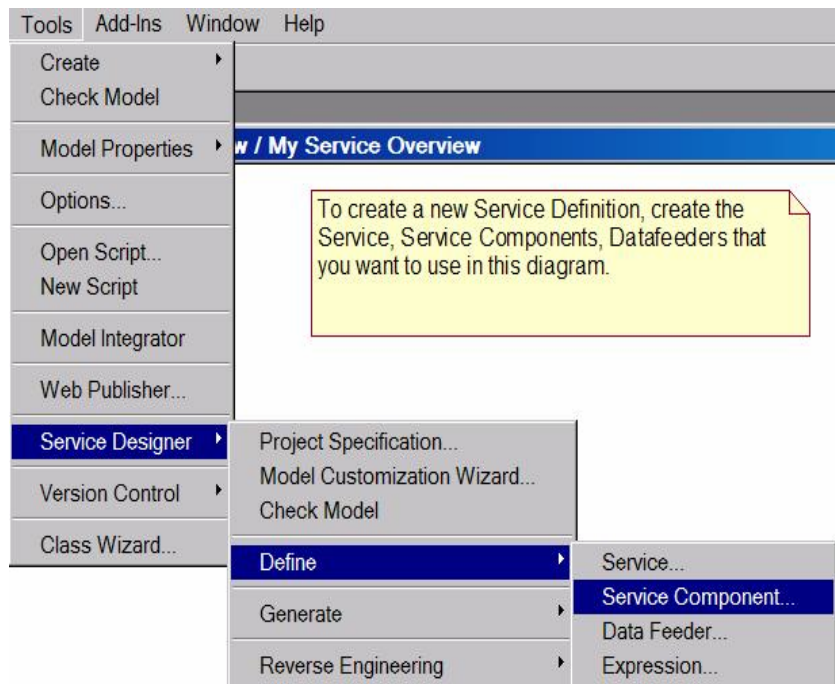 Tools Add-Ins Window Help
Create
Check Model
Model Properties
w / My Service Overview
Options...
To create a new Service Definition, create the
Service, Service Components, Datafeeders that
you want to use in this diagram.
Open Script...
New Script
Model Integrator
Web Publisher...
Service Designer
Version Control
Class Wizard...
Project Specification...
Model Customization Wizard...
Check Model
Define
Generate
Reverse Engineering
Service...
Service Component...
Data Feeder...
Expression...